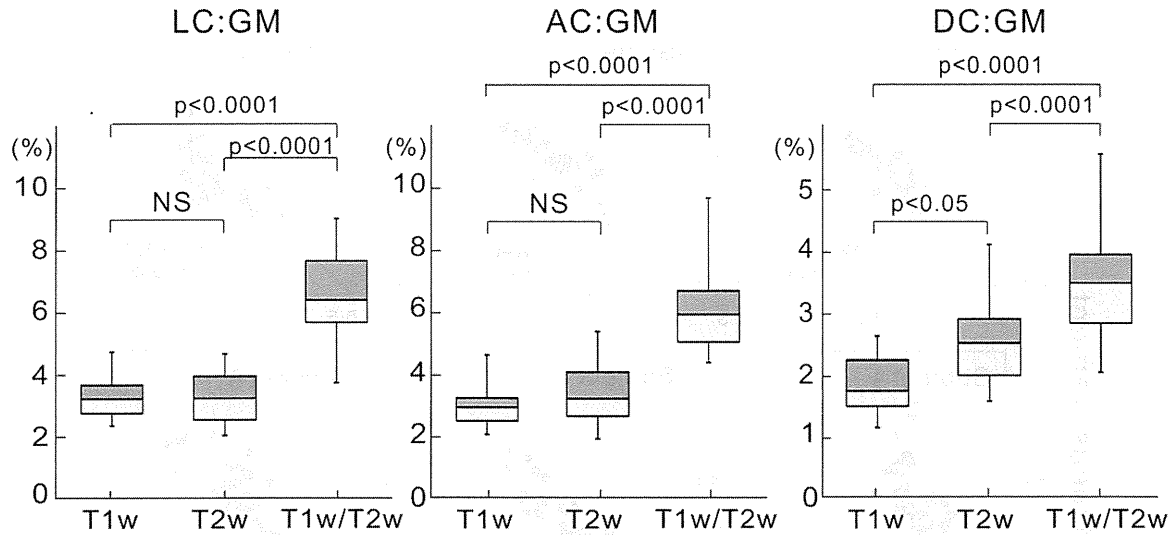 LC:GM
AC:GM
DC:GM
p<0.0001
p<0.0001
NS
(%)
10
8
6
4
2
0
T1w
T2w
T1w/T2w
p<0.0001
p<0.0001
NS
(%)
10
8
6
4
2
0
T1w
T2w
T1w/T2w
p<0.0001
p<0.0001
p<0.05
(%)
5
4
3
2
1
0
T1w
T2w
T1w/T2w